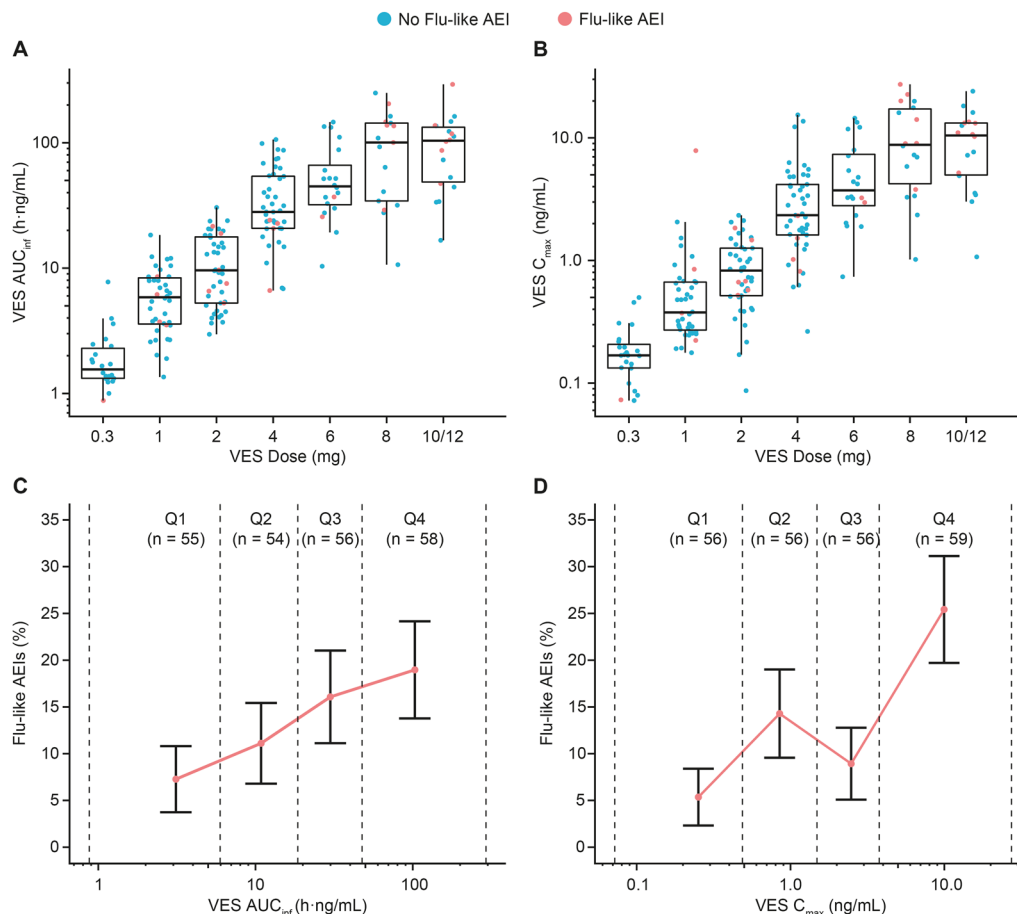 No Flu-like AEI Flu-like AEI
A
VES AUCinf (h·ng/mL)
100
10
1
0.3 1 2 4 6 8 10/12
VES Dose (mg)
B
VES Cmax (ng/mL)
10.0
1.0
0.1
0.3 1 2 4 6 8 10/12
VES Dose (mg)
C
Flu-like AEIs (%)
35
30
25
20
15
10
5
0
Q1 Q2 Q3 Q4
(n = 55) (n = 54) (n = 56) (n = 58)
1 10 100
VES AUCinf (h·ng/mL)
D
Flu-like AEIs (%)
35
30
25
20
15
10
5
0
Q1 Q2 Q3 Q4
(n = 56) (n = 56) (n = 56) (n = 59)
0.1 1.0 10.0
VES Cmax (ng/mL)